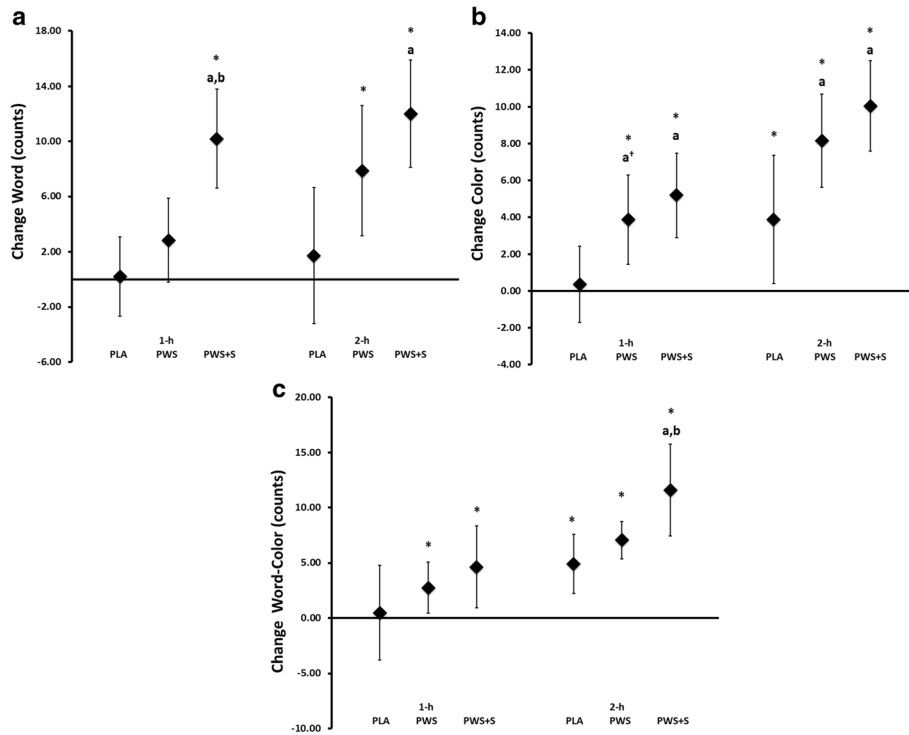 a
Change Word (counts)
18.00
14.00
10.00
6.00
2.00
-2.00
-6.00
*
a,b
*
*
a
1-h
PLA PWS PWS+S
2-h
PLA PWS PWS+S
b
Change Color (counts)
14.00
12.00
10.00
8.00
6.00
4.00
2.00
0.00
-2.00
-4.00
*
a†
*
a
*
*
a
*
a
1-h
PLA PWS PWS+S
2-h
PLA PWS PWS+S
c
Change Word-Color (counts)
20.00
15.00
10.00
5.00
0.00
-5.00
-10.00
*
*
*
*
*
a,b
1-h
PLA PWS PWS+S
2-h
PLA PWS PWS+S